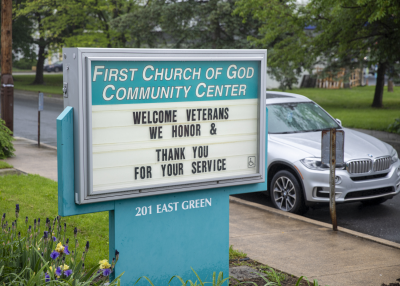 FIRST CHURCH OF GOD
COMMUNITY CENTER
WELCOME VETERANS
WE HONOR &
THANK YOU
FOR YOUR SERVICE
201 EAST GREEN